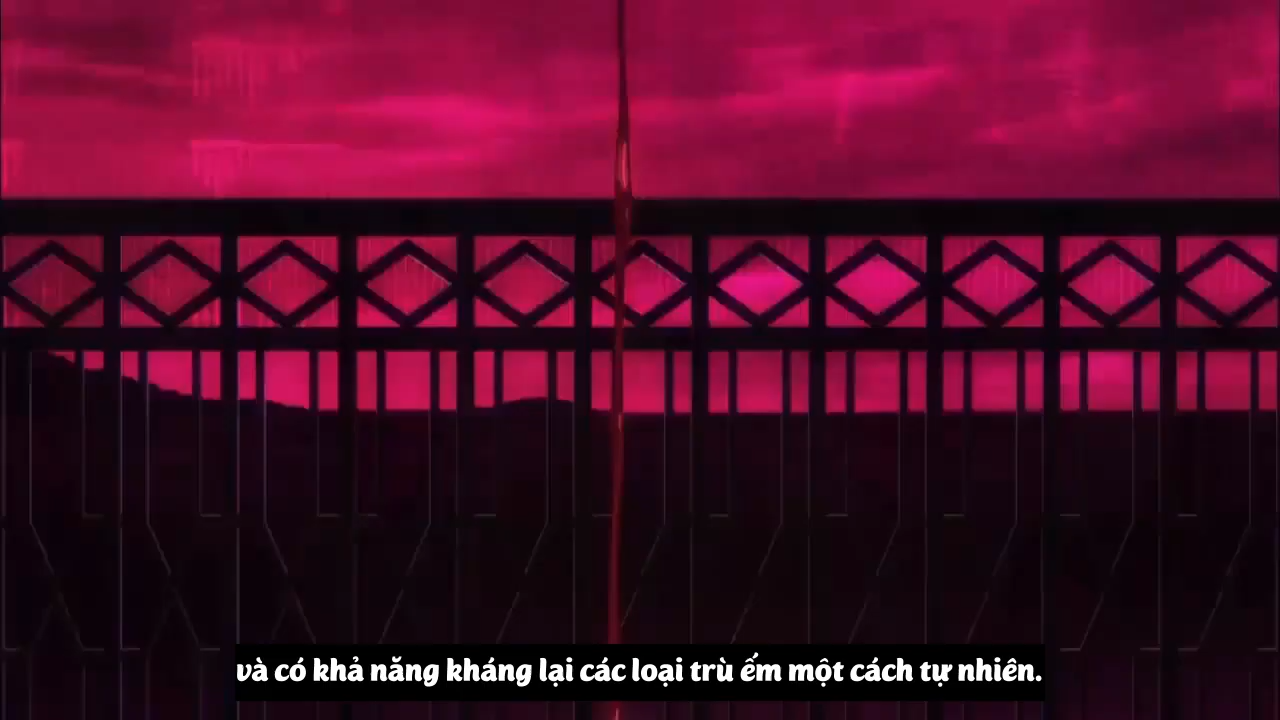 và có khả năng kháng lại các loại trù ếm một cách tự nhiên.